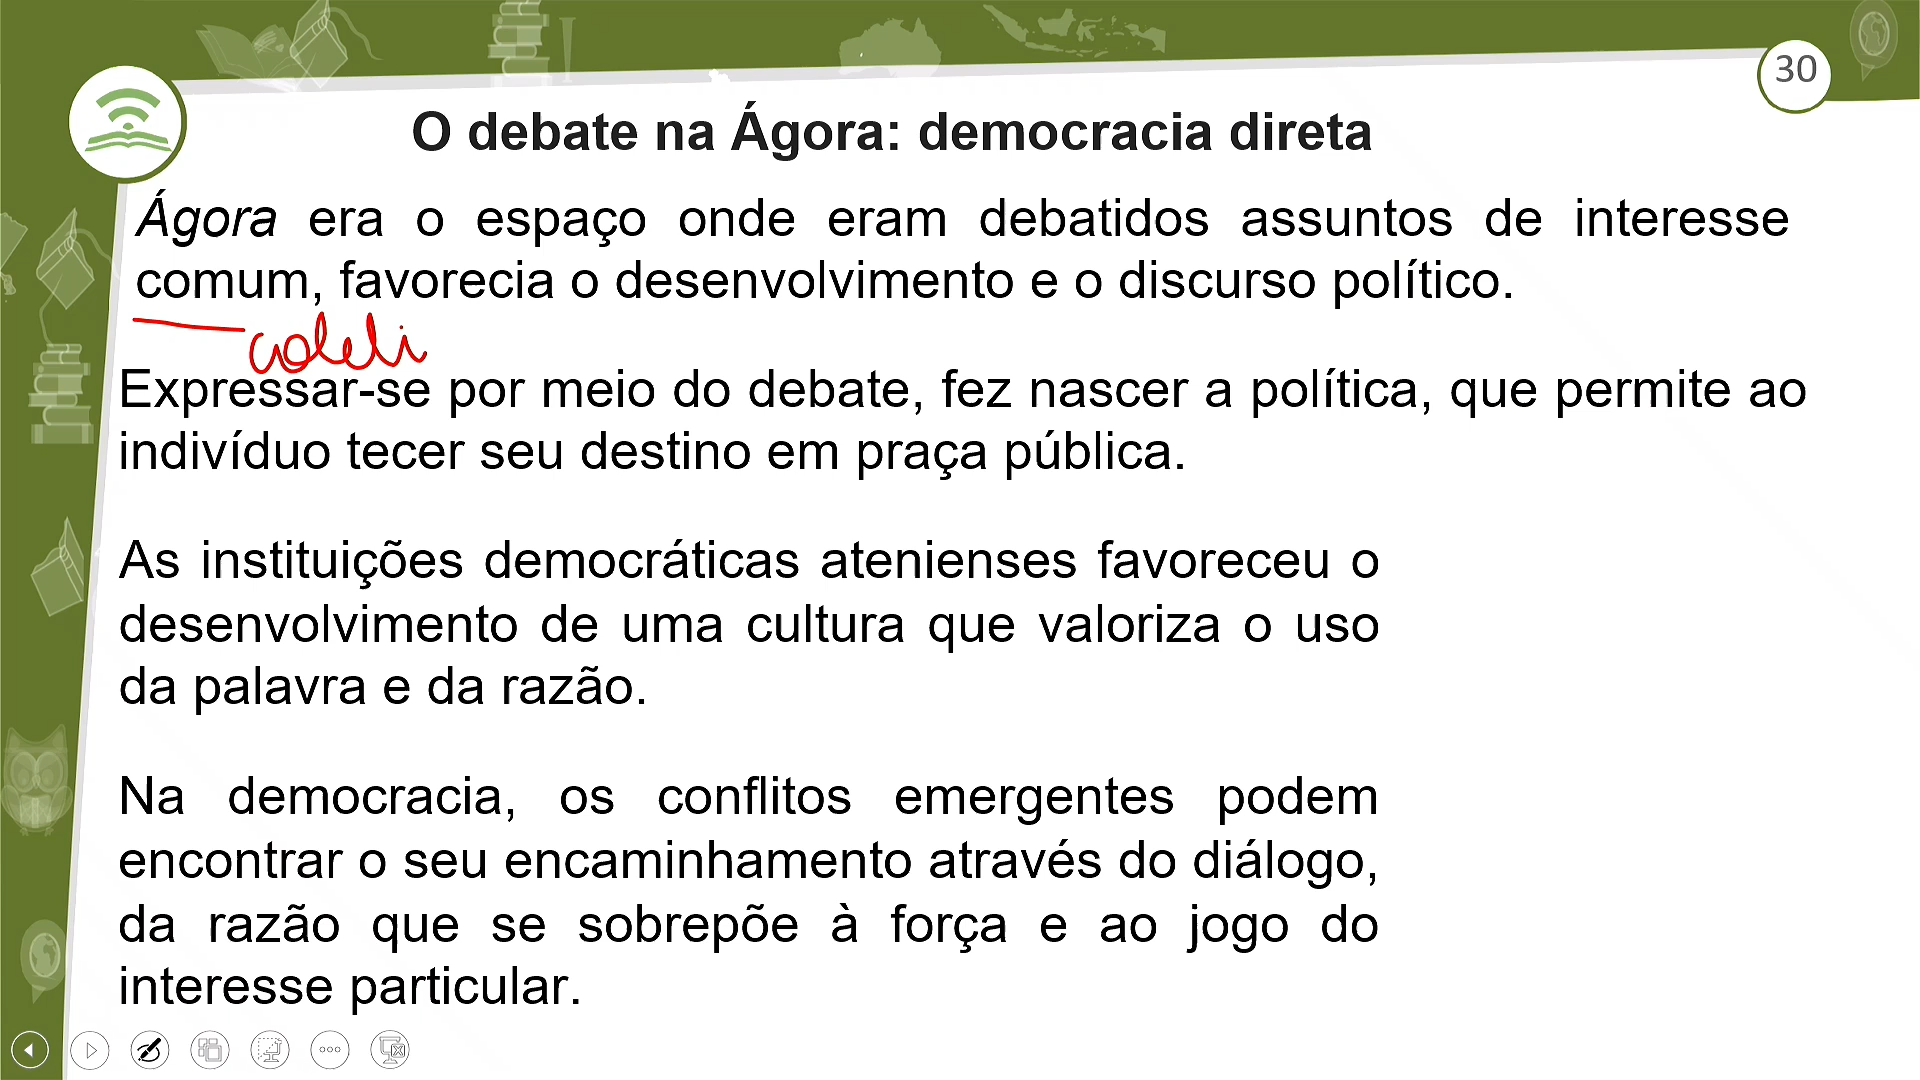 30
O debate na Ágora: democracia direta
Ágora era o espaço onde eram debatidos assuntos de interesse
comum, favorecia o desenvolvimento e o discurso político.
coleti
Expressar-se por meio do debate, fez nascer a política, que permite ao
indivíduo tecer seu destino em praça pública.
As instituições democráticas atenienses favoreceu o
desenvolvimento de uma cultura que valoriza o uso
da palavra e da razão.
Na democracia, os conflitos emergentes podem
encontrar o seu encaminhamento através do diálogo,
da razão que se sobrepõe à força e ao jogo do
interesse particular.